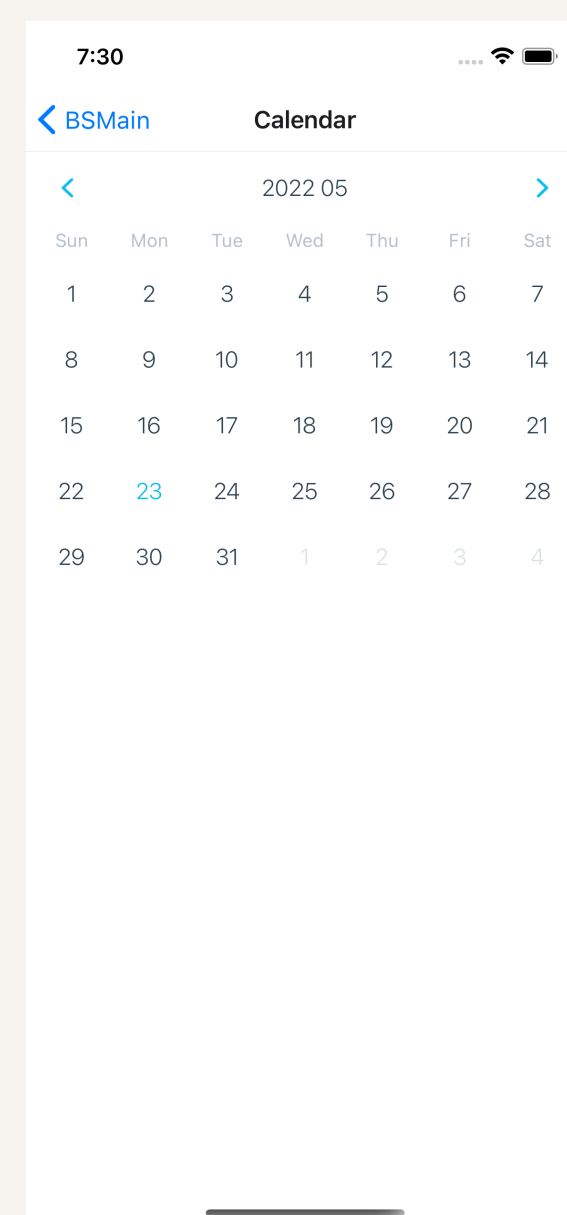 7:30
BSMain Calendar
2022 05
Sun Mon Tue Wed Thu Fri Sat
1 2 3 4 5 6 7
8 9 10 11 12 13 14
15 16 17 18 19 20 21
22 23 24 25 26 27 28
29 30 31 1 2 3 4